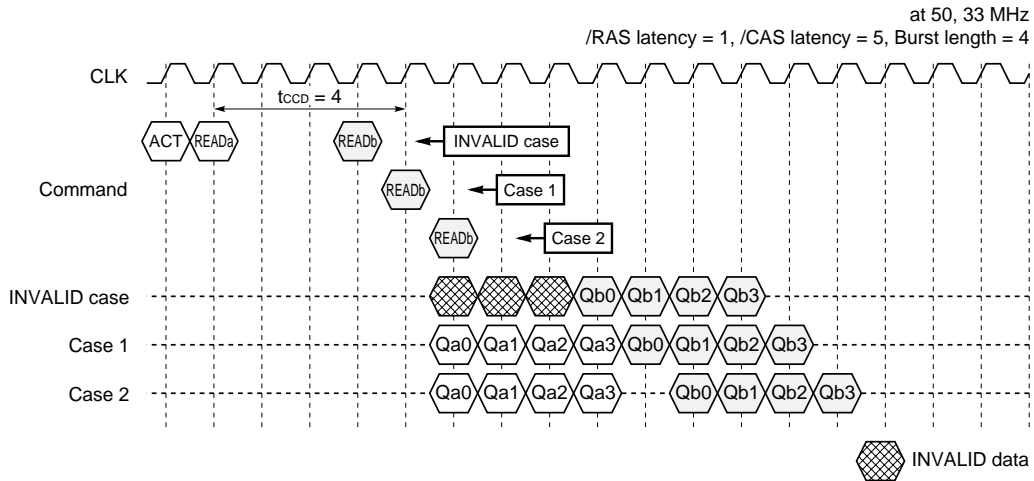 at 50, 33 MHz
/RAS latency = 1, /CAS latency = 5, Burst length = 4
CLK
tCCD = 4
ACT READa READb INVALID case
Command READb Case 1
READb Case 2
INVALID case Qb0 Qb1 Qb2 Qb3
Case 1 Qa0 Qa1 Qa2 Qa3 Qb0 Qb1 Qb2 Qb3
Case 2 Qa0 Qa1 Qa2 Qa3 Qb0 Qb1 Qb2 Qb3
INVALID data